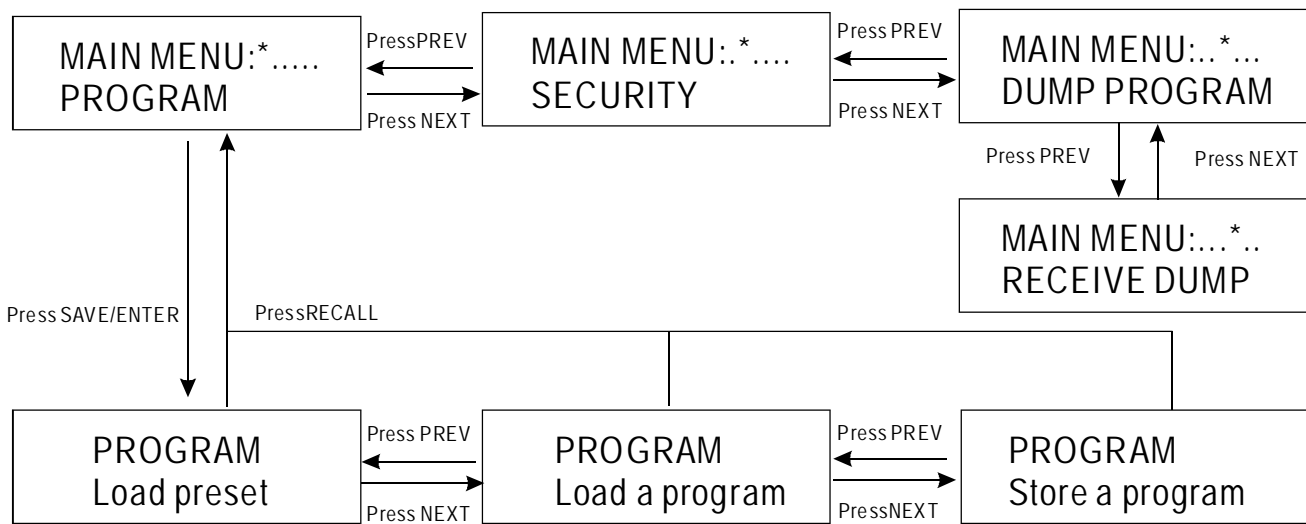 MAIN MENU:*.....
PROGRAM
PressPREV
Press NEXT
MAIN MENU:.*....
SECURITY
Press PREV
Press NEXT
MAIN MENU:..*...
DUMP PROGRAM
Press PREV
Press NEXT
MAIN MENU:...*..
RECEIVE DUMP
Press SAVE/ENTER
PressRECALL
PROGRAM
Load preset
Press PREV
Press NEXT
PROGRAM
Load a program
Press PREV
PressNEXT
PROGRAM
Store a program